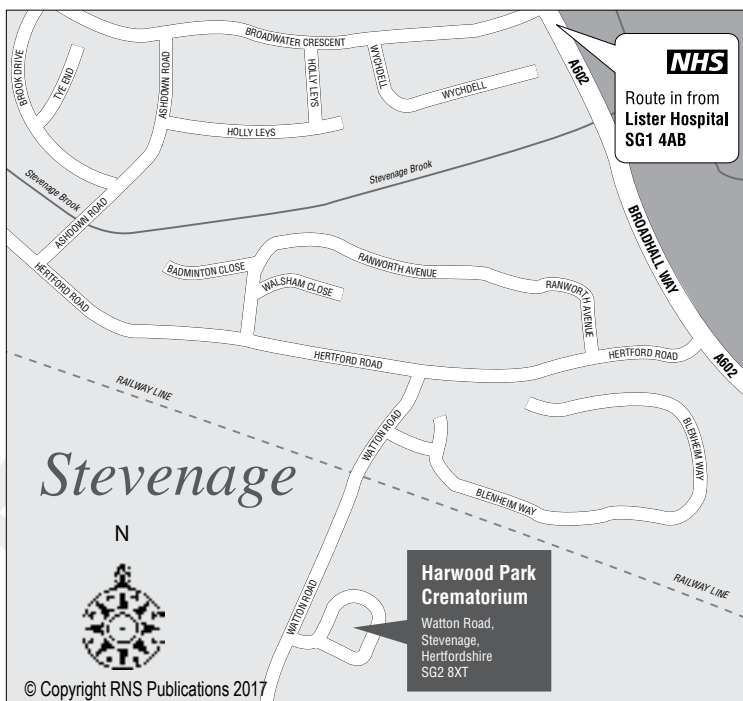 BROOK DRIVE
TYE END
ASHDOWN ROAD
BROADWATER CRESCENT
HOLLY LEYS
WYCHDELL
WYCHDELL
HOLLY LEYS
A602
NHS
Route in from
Lister Hospital
SG1 4AB
Stevenage Brook
Stevenage Brook
ASHDOWN ROAD
BROADHALL WAY
HERTFORD ROAD
BADMINTON CLOSE
WALSHAM CLOSE
RANWORTH AVENUE
RANWORTH AVENUE
HERTFORD ROAD
HERTFORD ROAD
A602
RAILWAY LINE
WATTON ROAD
BLENHEIM WAY
BLENHEIM WAY
Stevenage
N
RAILWAY LINE
WATTON ROAD
Harwood Park
Crematorium
Watton Road,
Stevenage,
Hertfordshire
SG2 8XT
© Copyright RNS Publications 2017